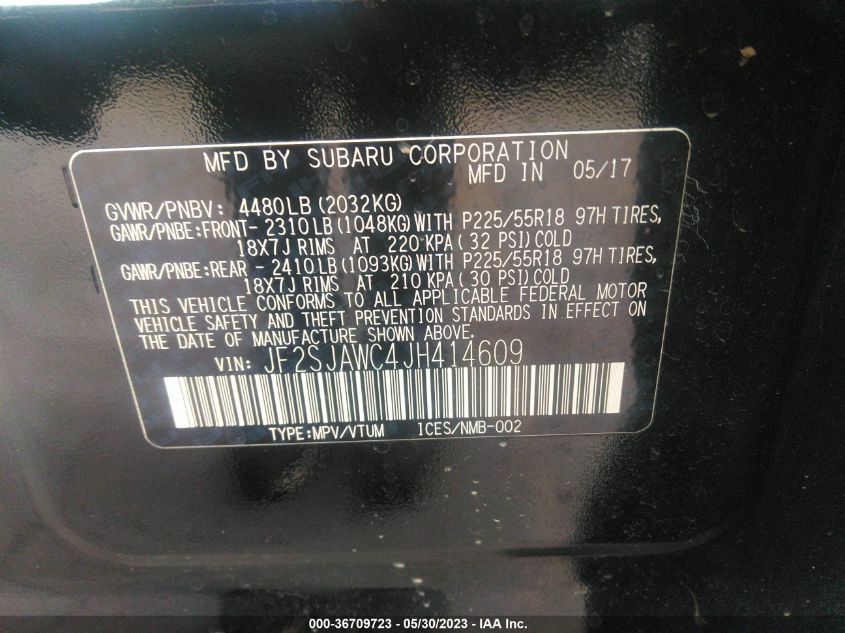 MFD BY SUBARU CORPORATION
MFD IN 05/17
GVWR/PNBV: 4480LB (2032KG)
GAWR/PNBE:FRONT- 2310LB (1048KG) WITH P225/55R18 97H TIRES,
18X7J RIMS AT 220 KPA ( 32 PSI) COLD
GAWR/PNBE:REAR - 2410LB (1093KG) WITH P225/55R18 97H TIRES,
18X7J RIMS AT 210 KPA ( 30 PSI) COLD
THIS VEHICLE CONFORMS TO ALL APPLICABLE FEDERAL MOTOR
VEHICLE SAFETY AND THEFT PREVENTION STANDARDS IN EFFECT ON
THE DATE OF MANUFACTURE SHOWN ABOVE.
VIN: JF2SJAWC4JH414609
TYPE:MPV/VTUM ICES/NMB-002
000-36709723 - 05/30/2023 - IAA Inc.